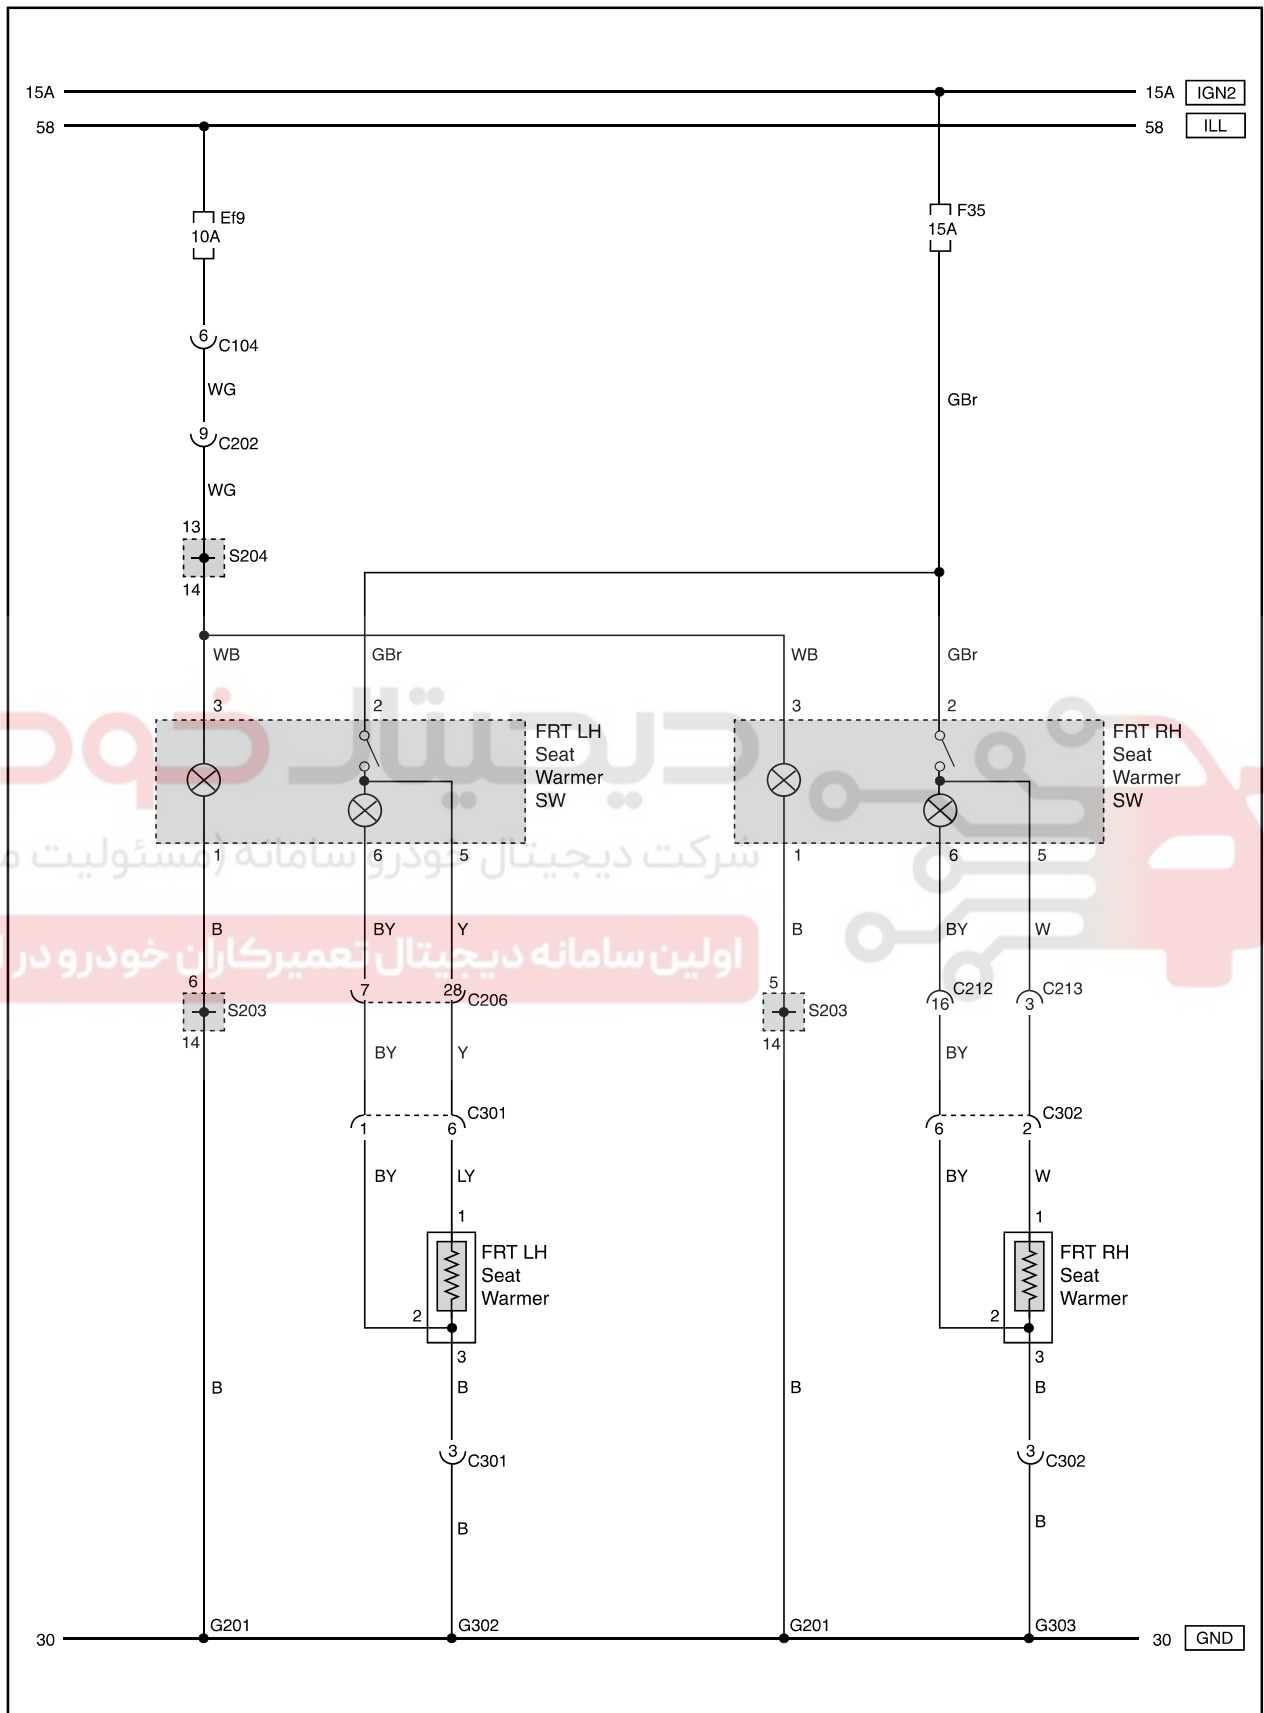 15A
15A IGN2
58
58 ILL
Ef9
10A
F35
15A
6
C104
WG
GBr
9
C202
WG
13
S204
14
WB
GBr
WB
GBr
3
2
3
2
FRT LH
Seat
Warmer
SW
FRT RH
Seat
Warmer
SW
دیجیتال خودر
شرکت دیجیتال خودرو سامانه (مسئولیت
1
6
5
1
6
5
B
BY
Y
B
BY
W
اولین سامانه دیجیتال تعمیرکاران خودرو در
6
S203
14
7
28
C206
5
S203
14
C212
16
C213
3
BY
Y
BY
C301
1
6
C302
6
2
BY
LY
BY
W
1
1
FRT LH
Seat
Warmer
FRT RH
Seat
Warmer
2
2
3
3
B
B
B
B
3
C301
3
C302
B
B
G201
G302
G201
G303
30
30 GND